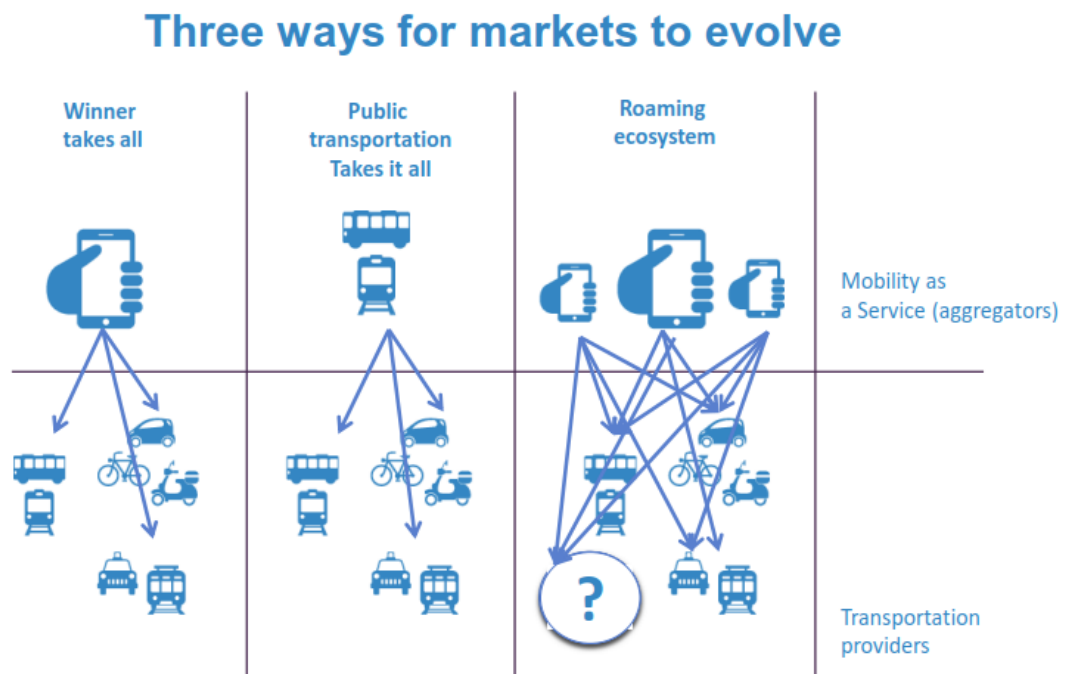 Three ways for markets to evolve
Winner
takes all
Public
transportation
Takes it all
Roaming
ecosystem
Mobility as
a Service (aggregators)
?
Transportation
providers